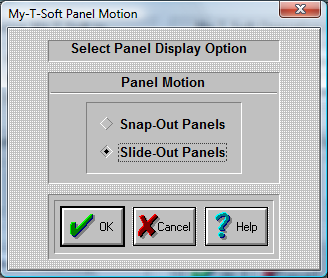 My-T-Soft Panel Motion
Select Panel Display Option
Panel Motion
Snap-Out Panels
Slide-Out Panels
OK Cancel Help